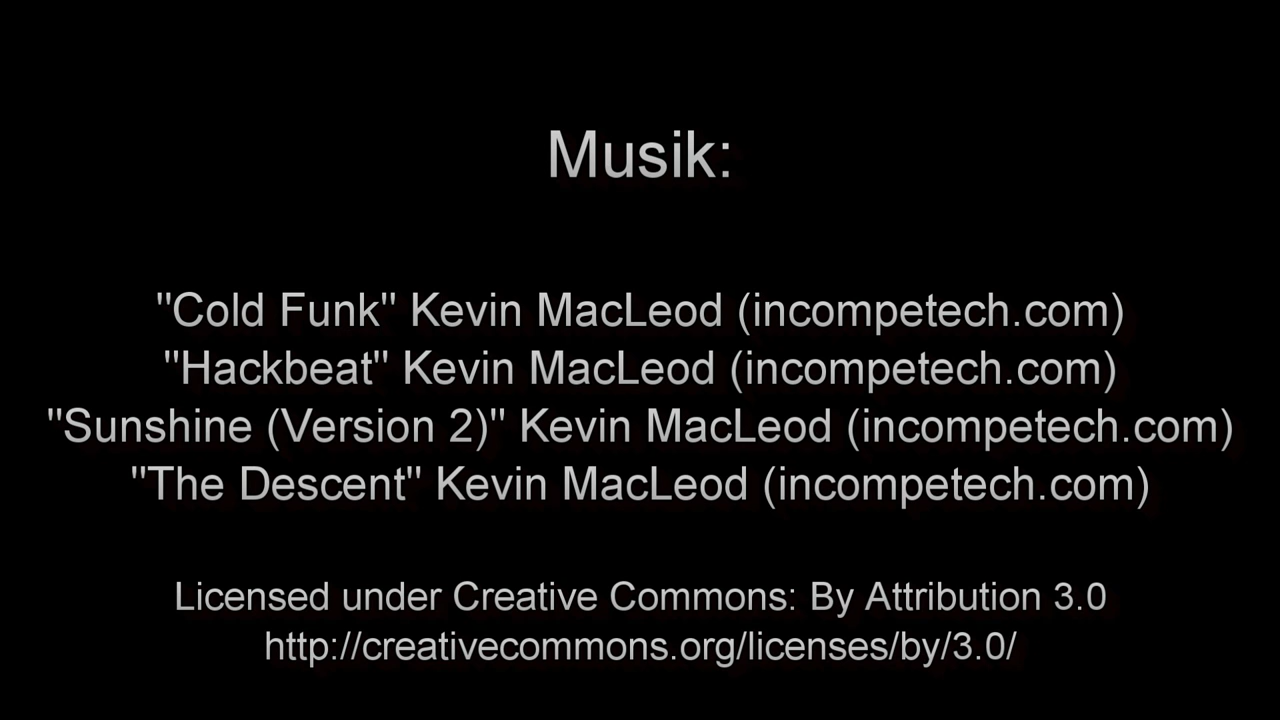 Musik:
"Cold Funk" Kevin MacLeod (incompetech.com)
"Hackbeat" Kevin MacLeod (incompetech.com)
"Sunshine (Version 2)" Kevin MacLeod (incompetech.com)
"The Descent" Kevin MacLeod (incompetech.com)
Licensed under Creative Commons: By Attribution 3.0
http://creativecommons.org/licenses/by/3.0/